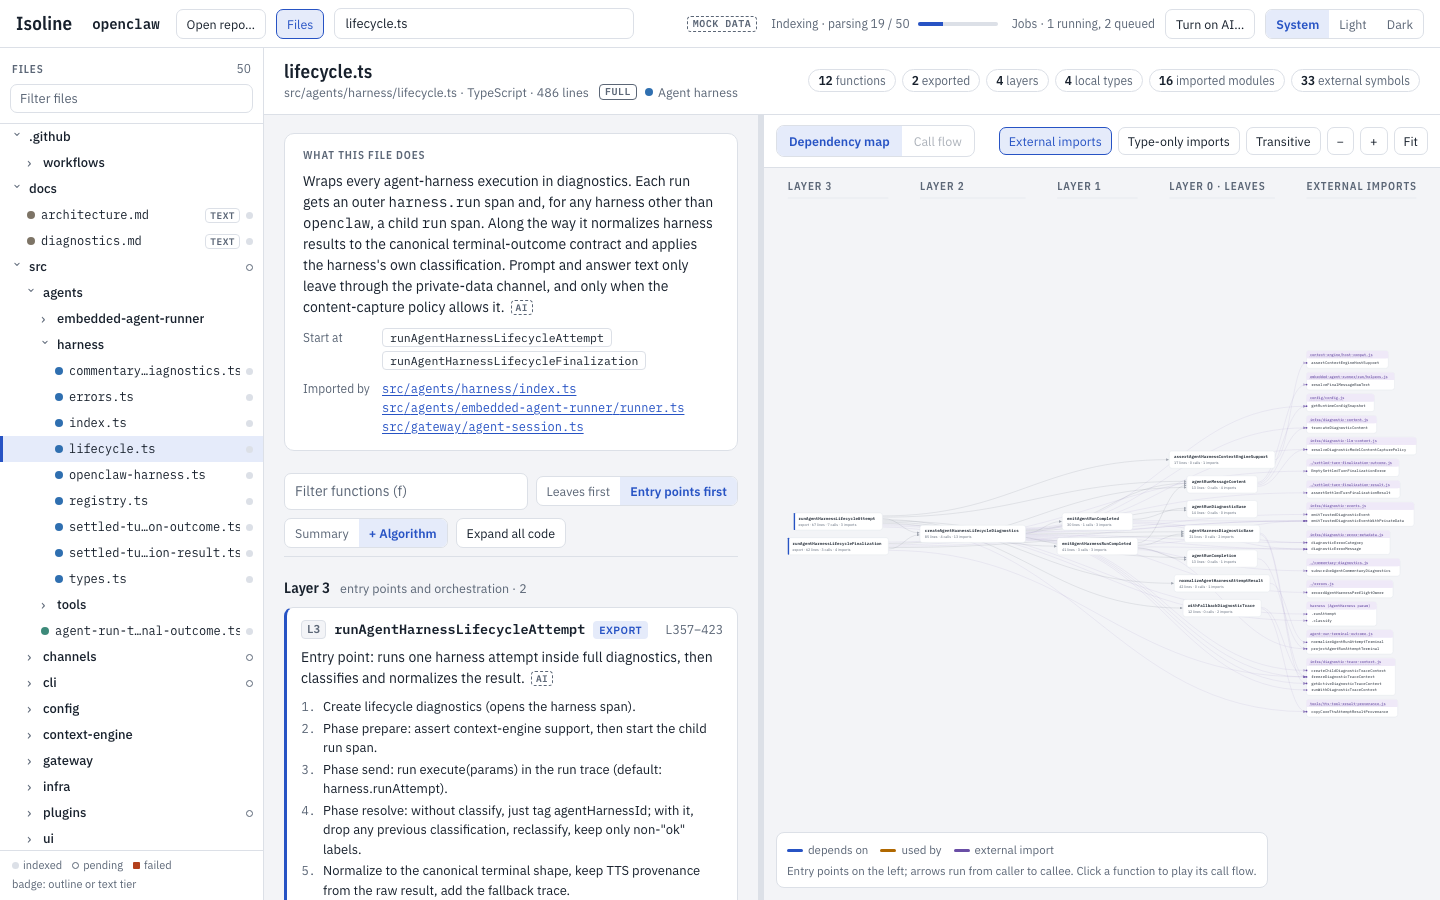 Isoline openclaw Open repo… Files lifecycle.ts MOCK DATA Indexing · parsing 19 / 50 Jobs · 1 running, 2 queued Turn on AI… System Light Dark
FILES 50
Filter files
.github
workflows
docs
architecture.md TEXT
diagnostics.md TEXT
src
agents
embedded-agent-runner
harness
commentary…iagnostics.ts
errors.ts
index.ts
lifecycle.ts
openclaw-harness.ts
registry.ts
settled-tu…on-outcome.ts
settled-tu…ion-result.ts
types.ts
tools
agent-run-t…nal-outcome.ts
channels
cli
config
context-engine
gateway
infra
plugins
ui
indexed pending failed
badge: outline or text tier
lifecycle.ts
src/agents/harness/lifecycle.ts · TypeScript · 486 lines FULL Agent harness
12 functions 2 exported 4 layers 4 local types 16 imported modules 33 external symbols
WHAT THIS FILE DOES
Wraps every agent-harness execution in diagnostics. Each run
gets an outer harness.run span and, for any harness other than
openclaw, a child run span. Along the way it normalizes harness
results to the canonical terminal-outcome contract and applies
the harness's own classification. Prompt and answer text only
leave through the private-data channel, and only when the
content-capture policy allows it. AI
Start at runAgentHarnessLifecycleAttempt
runAgentHarnessLifecycleFinalization
Imported by src/agents/harness/index.ts
src/agents/embedded-agent-runner/runner.ts
src/gateway/agent-session.ts
Filter functions (f) Leaves first Entry points first
Summary + Algorithm Expand all code
Layer 3 entry points and orchestration · 2
L3 runAgentHarnessLifecycleAttempt EXPORT L357–423
Entry point: runs one harness attempt inside full diagnostics, then
classifies and normalizes the result. AI
1. Create lifecycle diagnostics (opens the harness span).
2. Phase prepare: assert context-engine support, then start the child
run span.
3. Phase send: run execute(params) in the run trace (default:
harness.runAttempt).
4. Phase resolve: without classify, just tag agentHarnessId; with it,
drop any previous classification, reclassify, keep only non-"ok"
labels.
5. Normalize to the canonical terminal shape, keep TTS provenance
from the raw result, add the fallback trace.
Dependency map Call flow External imports Type-only imports Transitive − + Fit
LAYER 3 LAYER 2 LAYER 1 LAYER 0 · LEAVES EXTERNAL IMPORTS
runAgentHarnessLifecycleAttempt
runAgentHarnessLifecycleFinalization
createAgentHarnessLifecycleDiagnostics
emitAgentRunCompleted
emitAgentHarnessRunCompleted
assertAgentHarnessContextEngineSupport
agentRunMessageContent
agentRunDiagnosticBase
agentHarnessDiagnosticBase
agentRunCompletion
normalizeAgentHarnessAttemptResult
withFallbackDiagnosticTrace
depends on used by external import
Entry points on the left; arrows run from caller to callee. Click a function to play its call flow.